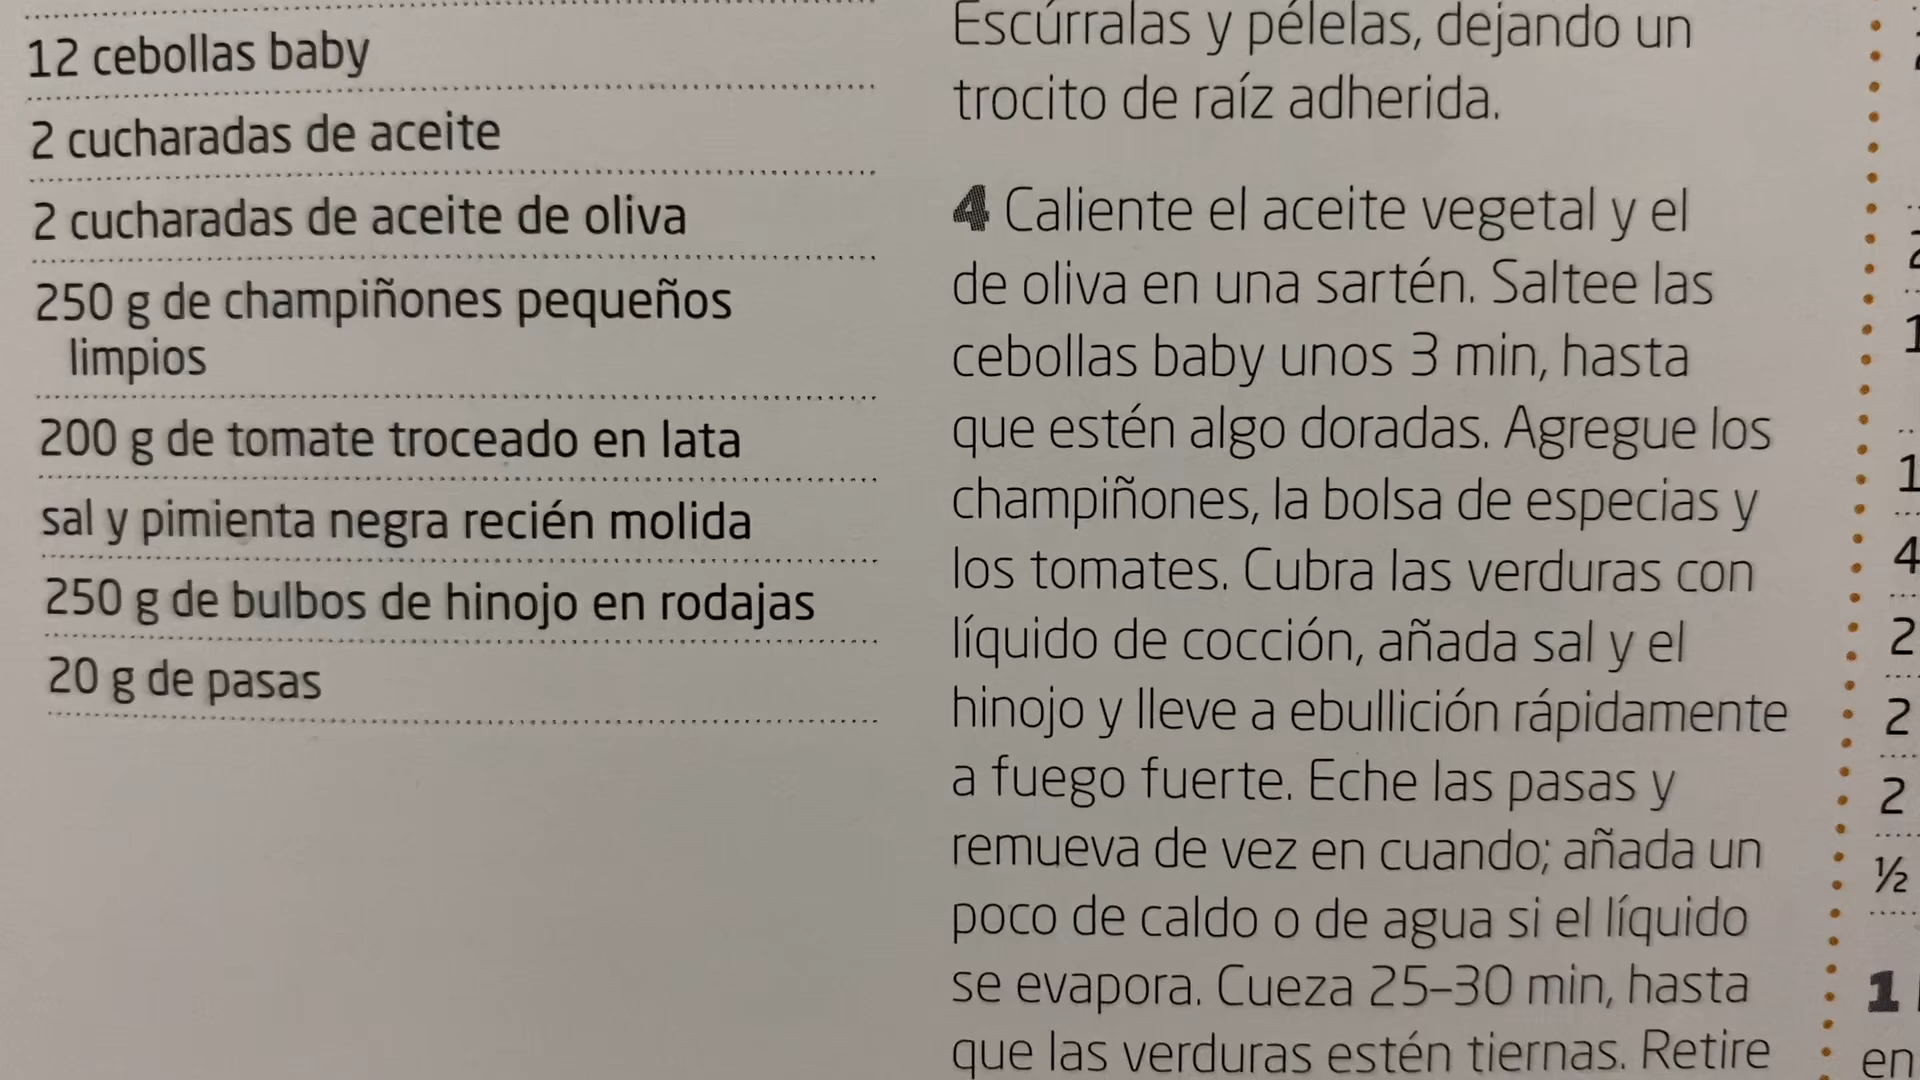 12 cebollas baby
2 cucharadas de aceite
2 cucharadas de aceite de oliva
250 g de champiñones pequeños
limpios
200 g de tomate troceado en lata
sal y pimienta negra recién molida
250 g de bulbos de hinojo en rodajas
20 g de pasas
Escúrralas y pélelas, dejando un
trocito de raíz adherida.
4 Caliente el aceite vegetal y el
de oliva en una sartén. Saltee las
cebollas baby unos 3 min, hasta
que estén algo doradas. Agregue los
champiñones, la bolsa de especias y
los tomates. Cubra las verduras con
líquido de cocción, añada sal y el
hinojo y lleve a ebullición rápidamente
a fuego fuerte. Eche las pasas y
remueva de vez en cuando; añada un
poco de caldo o de agua si el líquido
se evapora. Cueza 25–30 min, hasta
que las verduras estén tiernas. Retire
1
1
4
2
2
2
½
1
en